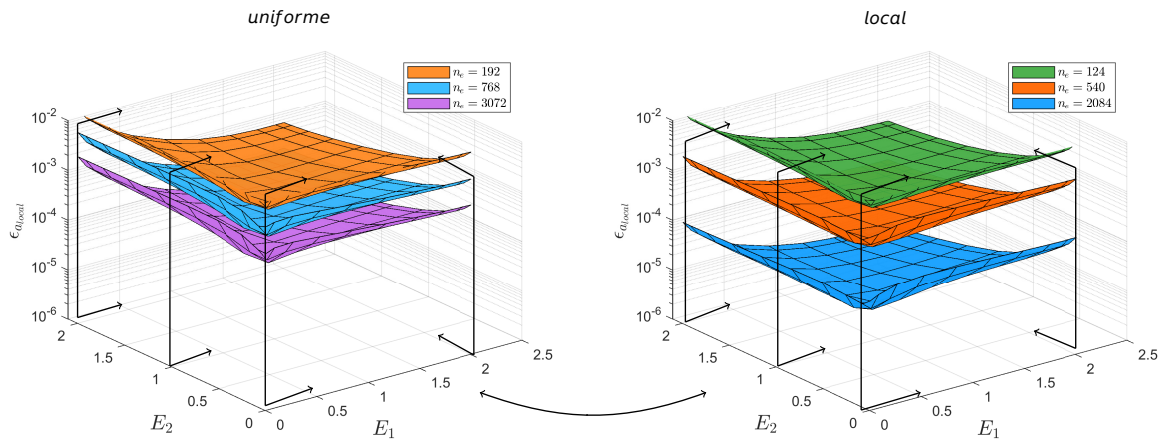 uniforme
local
n_e = 192
n_e = 768
n_e = 3072
n_e = 124
n_e = 540
n_e = 2084
10^-2
10^-3
10^-4
10^-5
10^-6
ϵ_a_local
2
1.5
1
0.5
0
E_2
0
0.5
1
1.5
2
2.5
E_1
10^-2
10^-3
10^-4
10^-5
10^-6
ϵ_a_local
2
1.5
1
0.5
0
E_2
0
0.5
1
1.5
2
2.5
E_1